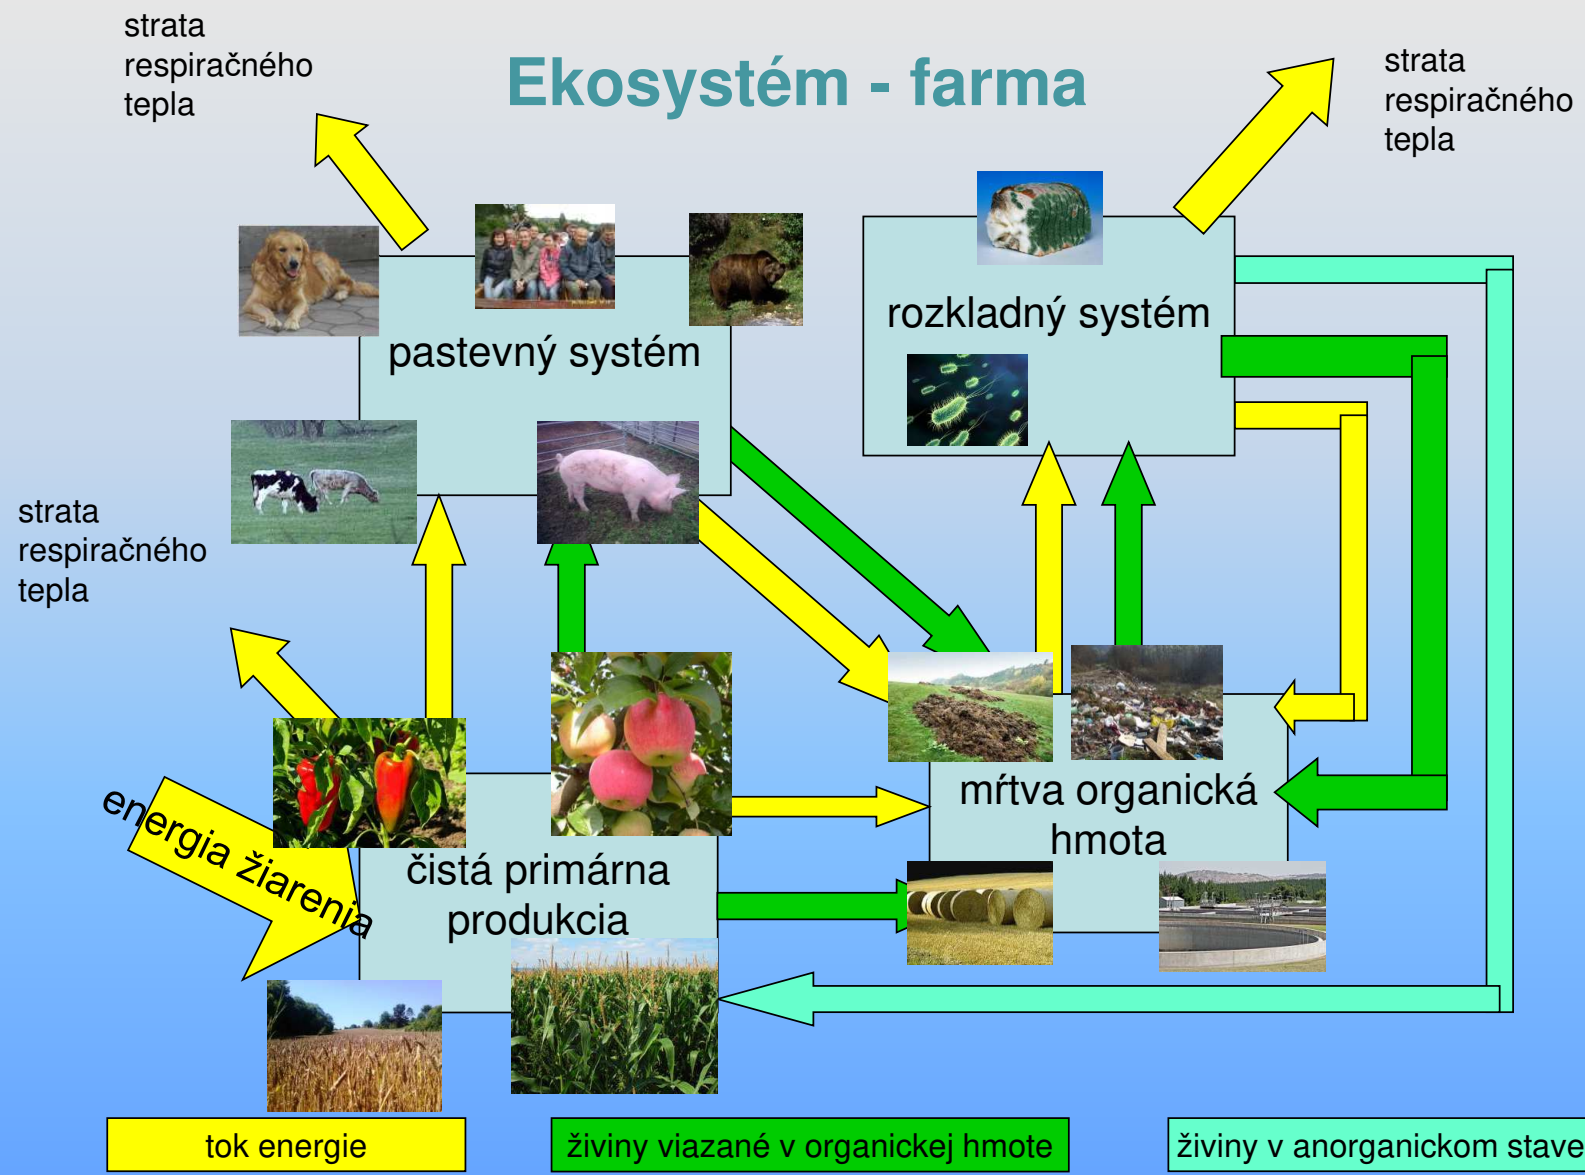 strata
respiračného
tepla
Ekosystém - farma
strata
respiračného
tepla
rozkladný systém
pastevný systém
strata
respiračného
tepla
energia žiarenia
čistá primárna
produkcia
mŕtva organická
hmota
tok energie
živiny viazané v organickej hmote
živiny v anorganickom stave